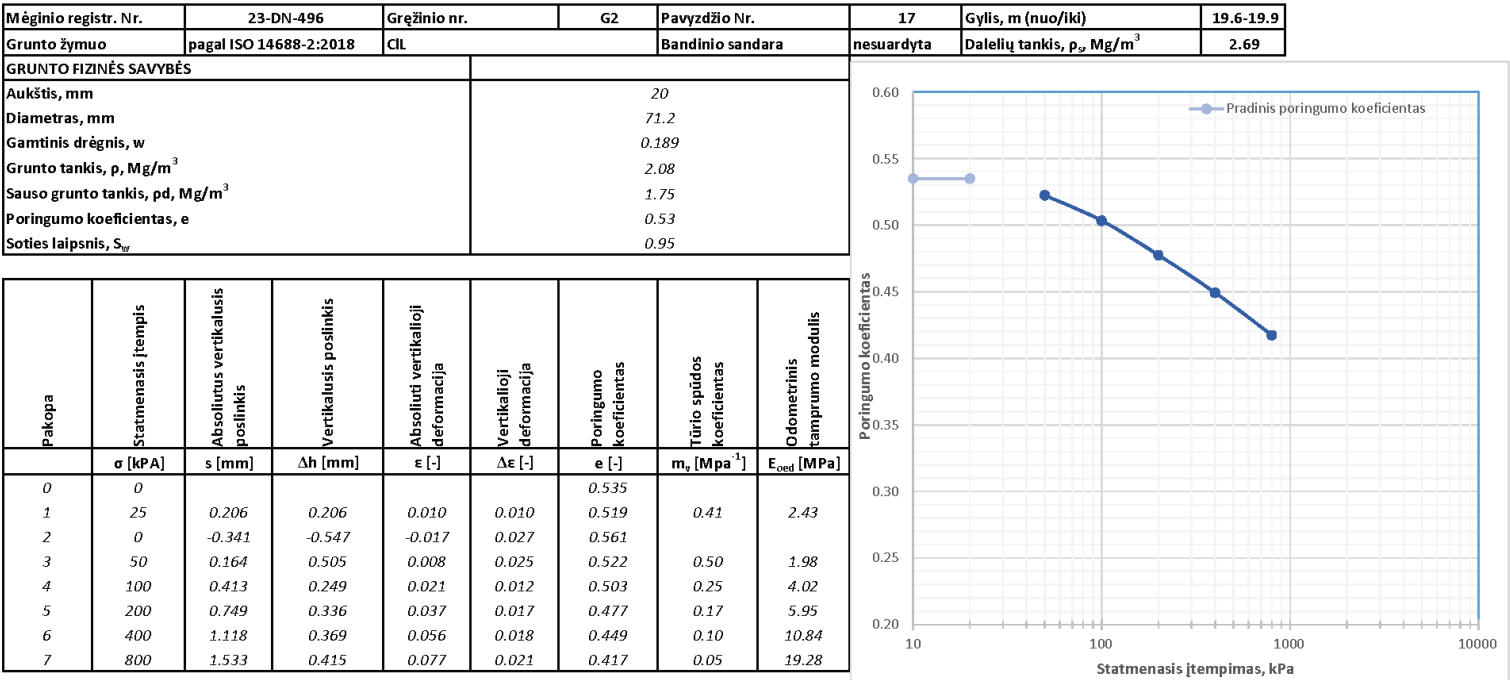 Mėginio registr. Nr. 23-DN-496 Gręžinio nr. G2 Pavyzdžio Nr. 17 Gylis, m (nuo/iki) 19.6-19.9
Grunto žymuo pagal ISO 14688-2:2018 ClL Bandinio sandara nesuardyta Dalelių tankis, ρs, Mg/m³ 2.69
GRUNTO FIZINĖS SAVYBĖS
Aukštis, mm 20
Diametras, mm 71.2
Gamtinis drėgnis, w 0.189
Grunto tankis, ρ, Mg/m³ 2.08
Sauso grunto tankis, ρd, Mg/m³ 1.75
Poringumo koeficientas, e 0.53
Soties laipsnis, Sw 0.95
Pakopa
Statmenasis įtempis
Absoliutus vertikalusis
poslinkis
Vertikalusis poslinkis
Absoliuti vertikalioji
deformacija
Vertikalioji
deformacija
Poringumo
koeficientas
Tūrio spūdos
koeficientas
Odometrinis
tamprumo modulis
σ [kPA] s [mm] Δh [mm] ε [-] Δε [-] e [-] mv [Mpa⁻¹] Eoed [MPa]
0 0 0.535
1 25 0.206 0.206 0.010 0.010 0.519 0.41 2.43
2 0 -0.341 -0.547 -0.017 0.027 0.561
3 50 0.164 0.505 0.008 0.025 0.522 0.50 1.98
4 100 0.413 0.249 0.021 0.012 0.503 0.25 4.02
5 200 0.749 0.336 0.037 0.017 0.477 0.17 5.95
6 400 1.118 0.369 0.056 0.018 0.449 0.10 10.84
7 800 1.533 0.415 0.077 0.021 0.417 0.05 19.28
Pradinis poringumo koeficientas
Poringumo koeficientas
0.60
0.55
0.50
0.45
0.40
0.35
0.30
0.25
0.20
10 100 1000 10000
Statmenasis įtempimas, kPa